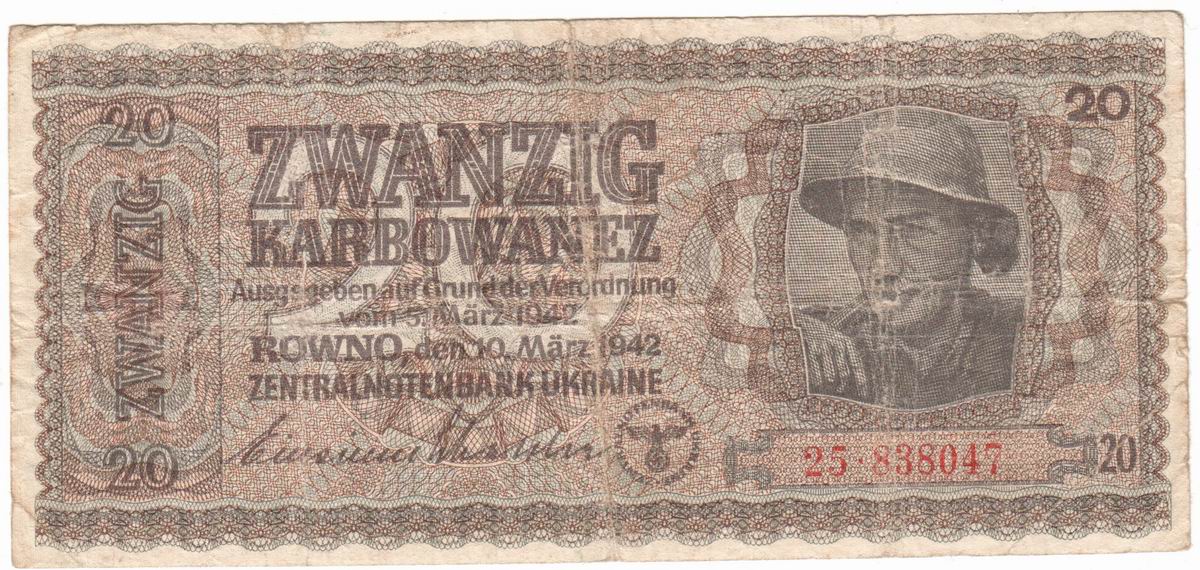 20
ZWANZIG
20
ZWANZIG
KARBOWANEZ
Ausgegeben auf Grund der Verordnung
vom 5. März 1942
ROWNO, den 10. März 1942
ZENTRALNOTENBANK UKRAINE
20
20
25·838047
20